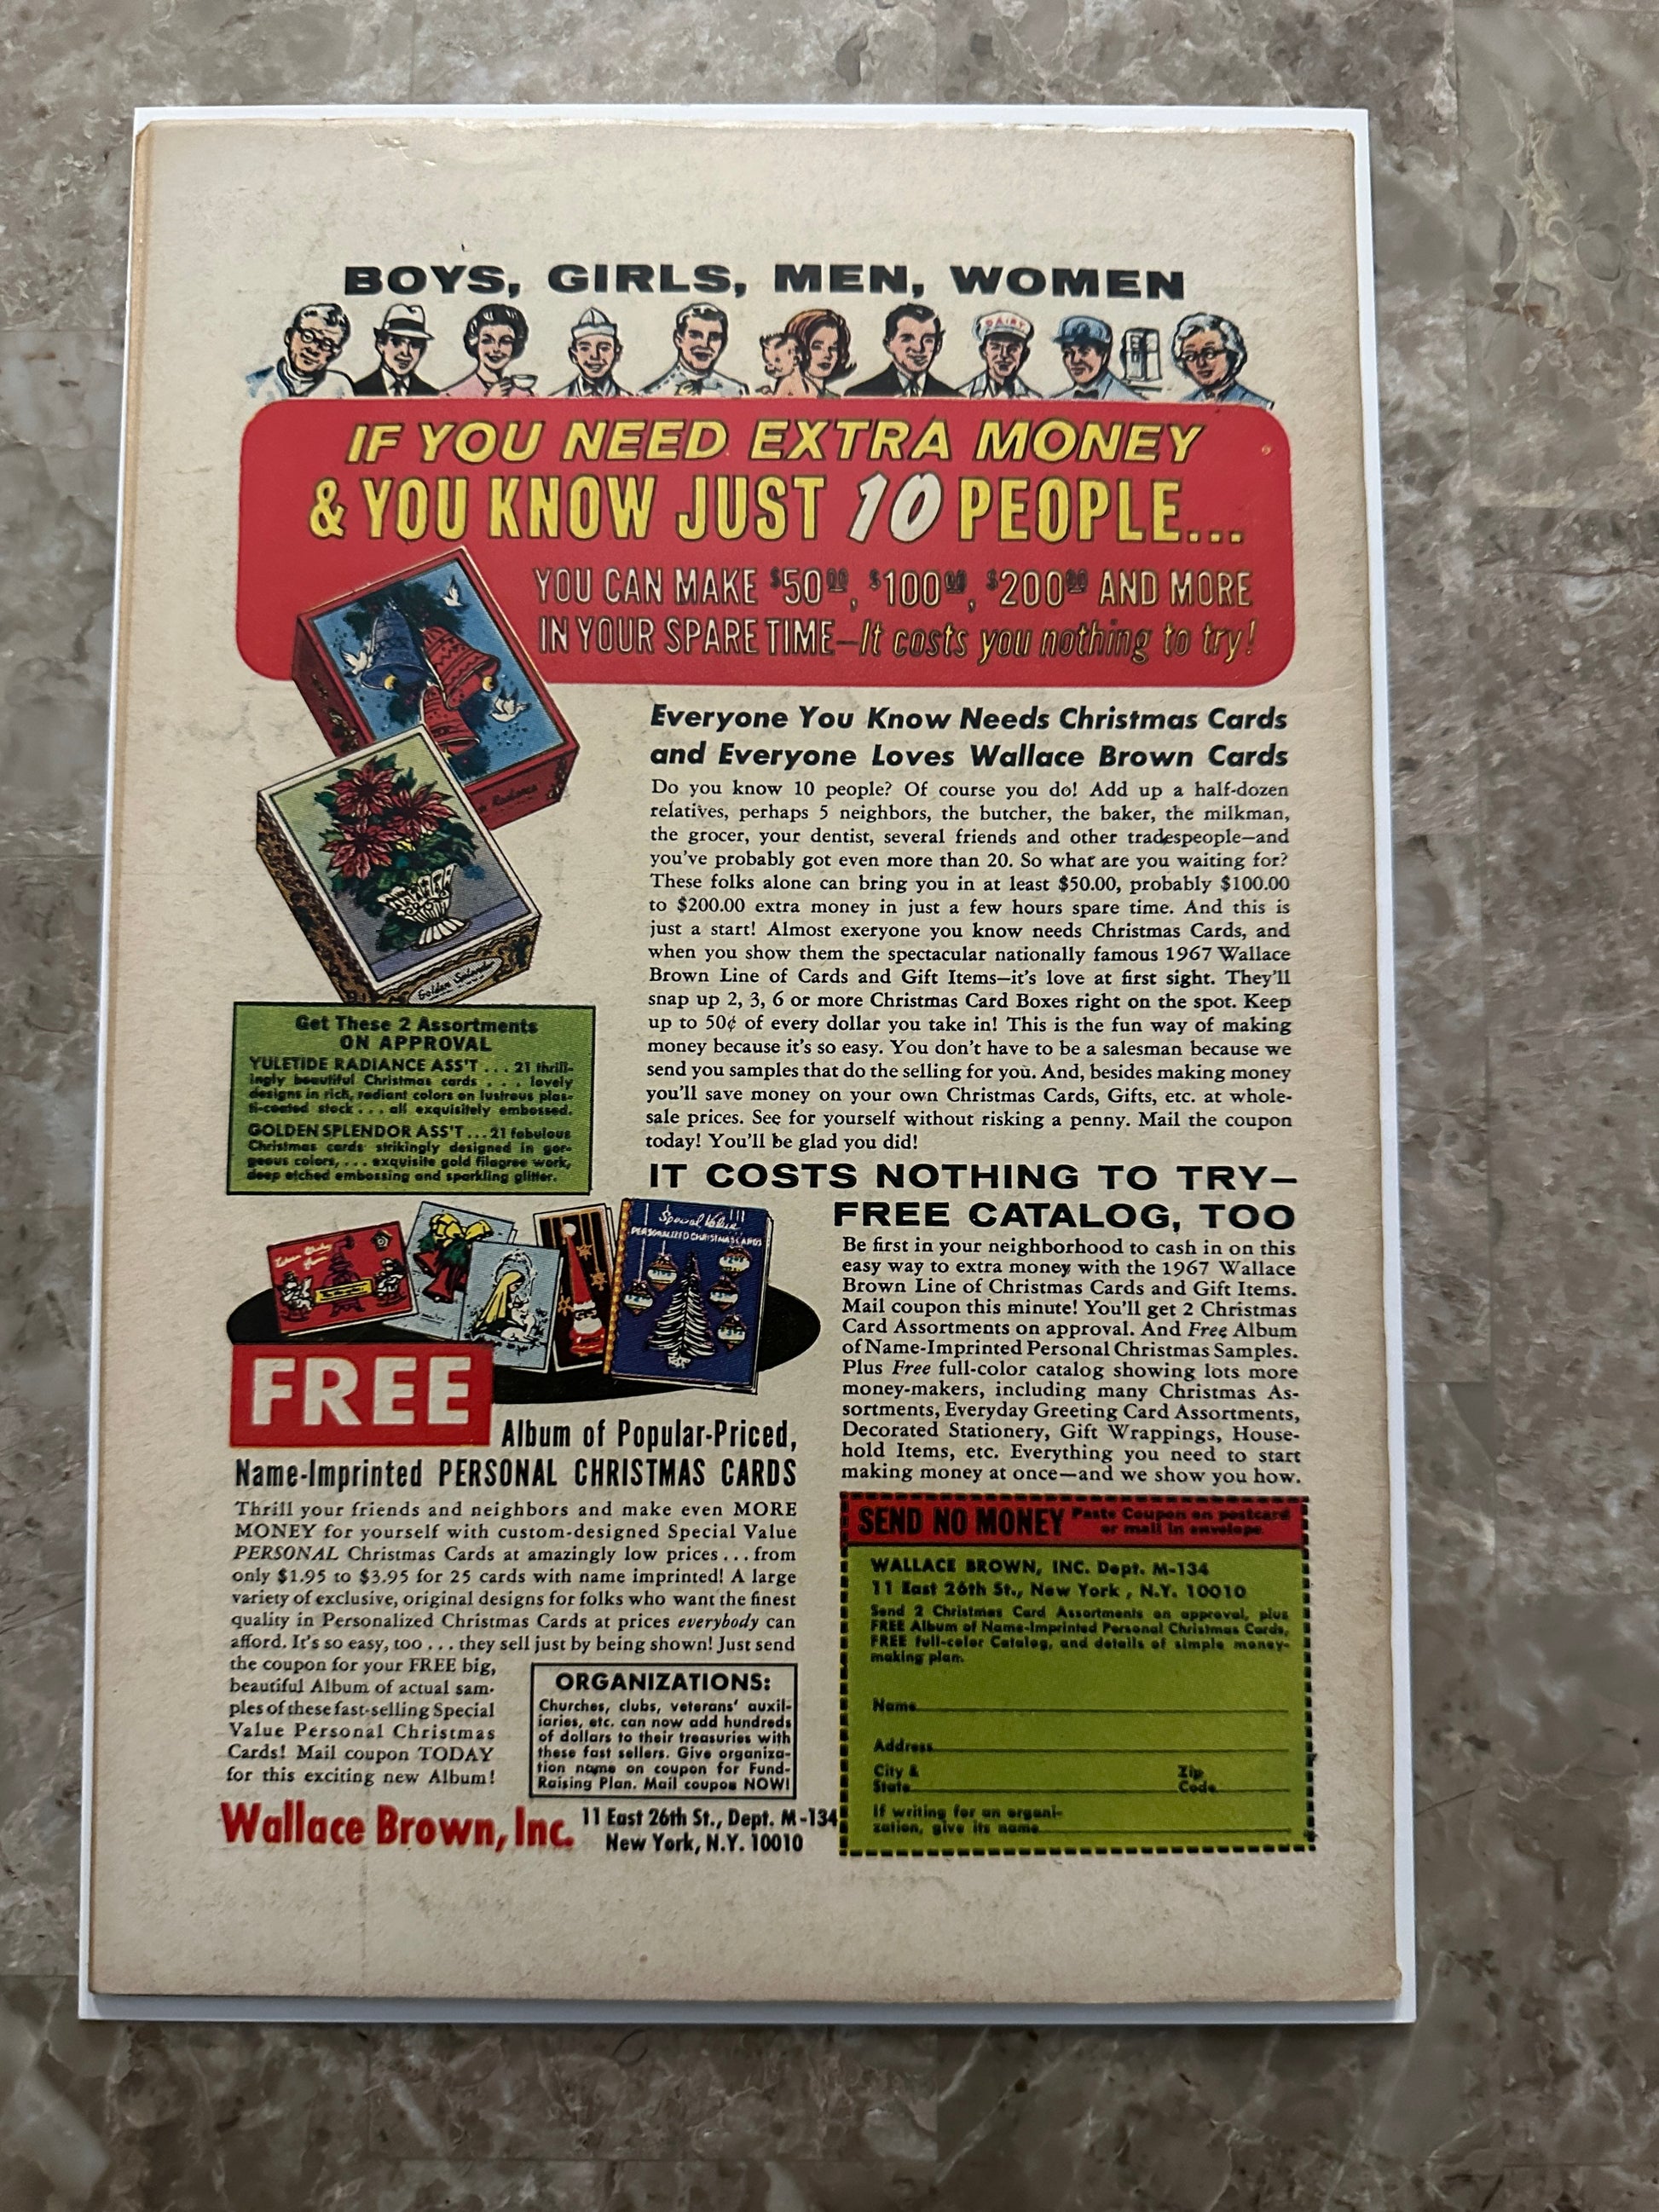 BOYS, GIRLS, MEN, WOMEN
DAIRY
IF YOU NEED EXTRA MONEY
& YOU KNOW JUST 10 PEOPLE...
YOU CAN MAKE $50.00, $100.00, $200.00 AND MORE
IN YOUR SPARE TIME—It costs you nothing to try!
Radiance
Golden Splendor
Everyone You Know Needs Christmas Cards
and Everyone Loves Wallace Brown Cards
Do you know 10 people? Of course you do! Add up a half-dozen
relatives, perhaps 5 neighbors, the butcher, the baker, the milkman,
the grocer, your dentist, several friends and other tradespeople—and
you've probably got even more than 20. So what are you waiting for?
These folks alone can bring you in at least $50.00, probably $100.00
to $200.00 extra money in just a few hours spare time. And this is
just a start! Almost exeryone you know needs Christmas Cards, and
when you show them the spectacular nationally famous 1967 Wallace
Brown Line of Cards and Gift Items—it's love at first sight. They'll
snap up 2, 3, 6 or more Christmas Card Boxes right on the spot. Keep
up to 50¢ of every dollar you take in! This is the fun way of making
money because it's so easy. You don't have to be a salesman because we
send you samples that do the selling for you. And, besides making money
you'll save money on your own Christmas Cards, Gifts, etc. at whole-
sale prices. See for yourself without risking a penny. Mail the coupon
today! You'll be glad you did!
Get These 2 Assortments
ON APPROVAL
YULETIDE RADIANCE ASS'T ... 21 thrill-
ingly beautiful Christmas cards . . . lovely
designs in rich, radiant colors on lustrous plas-
ti-coated stock . . . all exquisitely embossed.
GOLDEN SPLENDOR ASS'T ... 21 fabulous
Christmas cards strikingly designed in gor-
geous colors, . . . exquisite gold filagree work,
deep etched embossing and sparkling glitter.
IT COSTS NOTHING TO TRY—
FREE CATALOG, TOO
Be first in your neighborhood to cash in on this
easy way to extra money with the 1967 Wallace
Brown Line of Christmas Cards and Gift Items.
Mail coupon this minute! You'll get 2 Christmas
Card Assortments on approval. And Free Album
of Name-Imprinted Personal Christmas Samples.
Plus Free full-color catalog showing lots more
money-makers, including many Christmas As-
sortments, Everyday Greeting Card Assortments,
Decorated Stationery, Gift Wrappings, House-
hold Items, etc. Everything you need to start
making money at once—and we show you how.
Special Value
PERSONALIZED CHRISTMAS CARDS
FREE
Album of Popular-Priced,
Name-Imprinted PERSONAL CHRISTMAS CARDS
Thrill your friends and neighbors and make even MORE
MONEY for yourself with custom-designed Special Value
PERSONAL Christmas Cards at amazingly low prices . . . from
only $1.95 to $3.95 for 25 cards with name imprinted! A large
variety of exclusive, original designs for folks who want the finest
quality in Personalized Christmas Cards at prices everybody can
afford. It's so easy, too . . . they sell just by being shown! Just send
the coupon for your FREE big,
beautiful Album of actual sam-
ples of these fast-selling Special
Value Personal Christmas
Cards! Mail coupon TODAY
for this exciting new Album!
ORGANIZATIONS:
Churches, clubs, veterans' auxil-
iaries, etc. can now add hundreds
of dollars to their treasuries with
these fast sellers. Give organiza-
tion name on coupon for Fund-
Raising Plan. Mail coupon NOW!
Wallace Brown, Inc. 11 East 26th St., Dept. M-134
New York, N.Y. 10010
SEND NO MONEY Paste Coupon on postcard
or mail in envelope
WALLACE BROWN, INC. Dept. M-134
11 East 26th St., New York , N.Y. 10010
Send 2 Christmas Card Assortments on approval, plus
FREE Album of Name-Imprinted Personal Christmas Cards,
FREE full-color Catalog, and details of simple money-
making plan.
Name
Address
City & State Zip Code
If writing for an organi-
zation, give its name